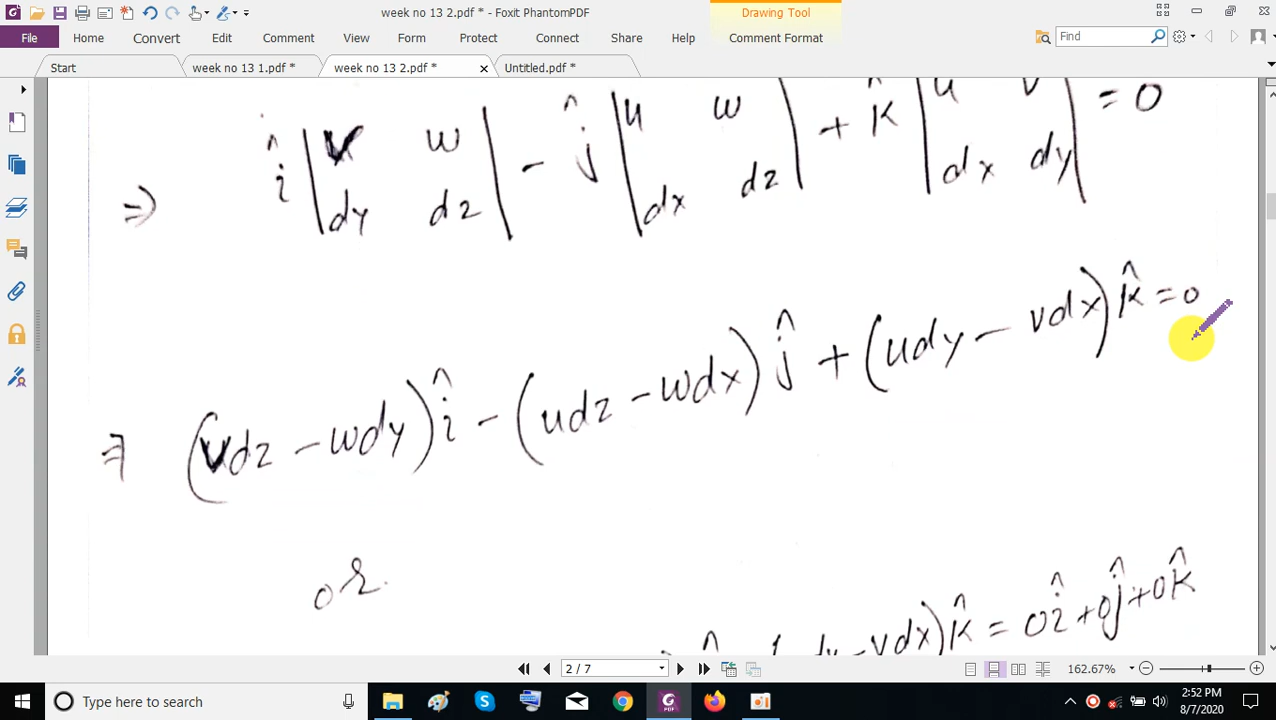 week no 13 2.pdf * - Foxit PhantomPDF
Drawing Tool
File Home Convert Edit Comment View Form Protect Connect Share Help Comment Format Find
Start week no 13 1.pdf * week no 13 2.pdf * Untitled.pdf *
⇒ î |v w; dy dz| - ĵ |u w; dx dz| + k̂ |u v; dx dy| = 0
⇒ (vdz - wdy) î - (udz - wdx) ĵ + (udy - vdx) k̂ = 0
or
dy - vdx) k̂ = 0î + 0ĵ + 0k̂
2 / 7 162.67%
Type here to search 2:52 PM
8/7/2020